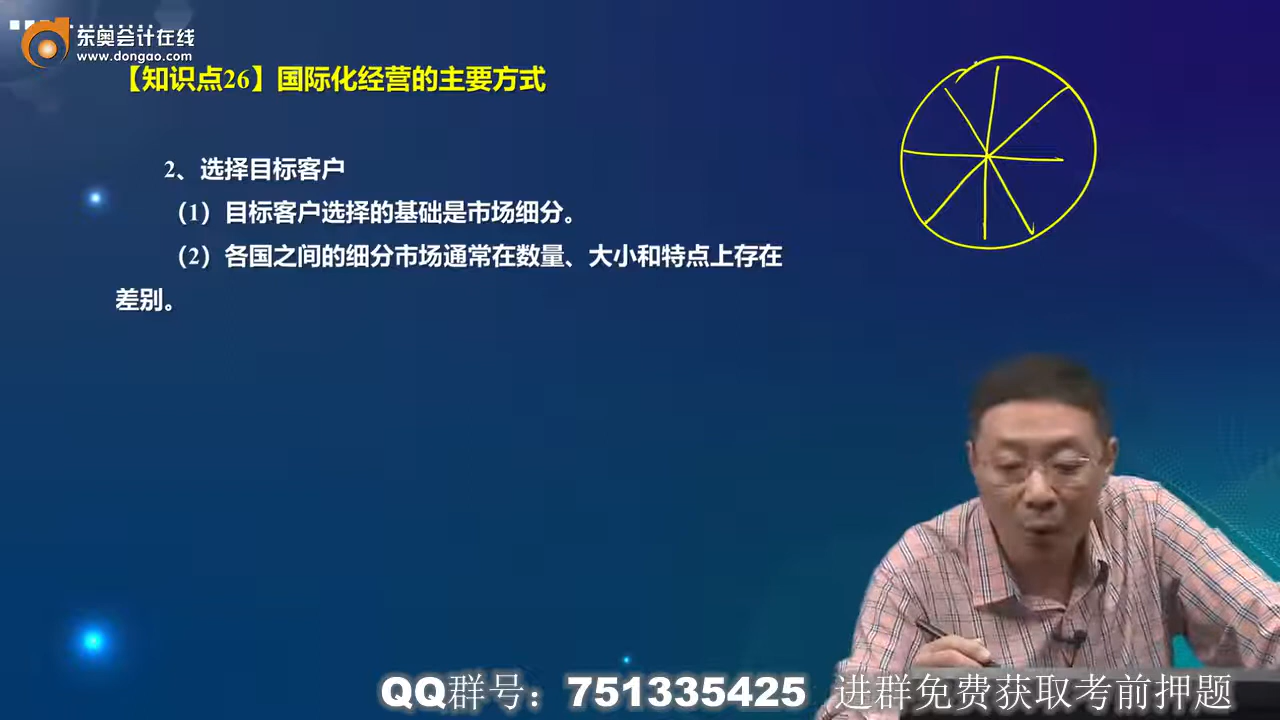 东奥会计在线
www.dongao.com
【知识点26】国际化经营的主要方式
2、选择目标客户
（1）目标客户选择的基础是市场细分。
（2）各国之间的细分市场通常在数量、大小和特点上存在
差别。
QQ群号：751335425 进群免费获取考前押题